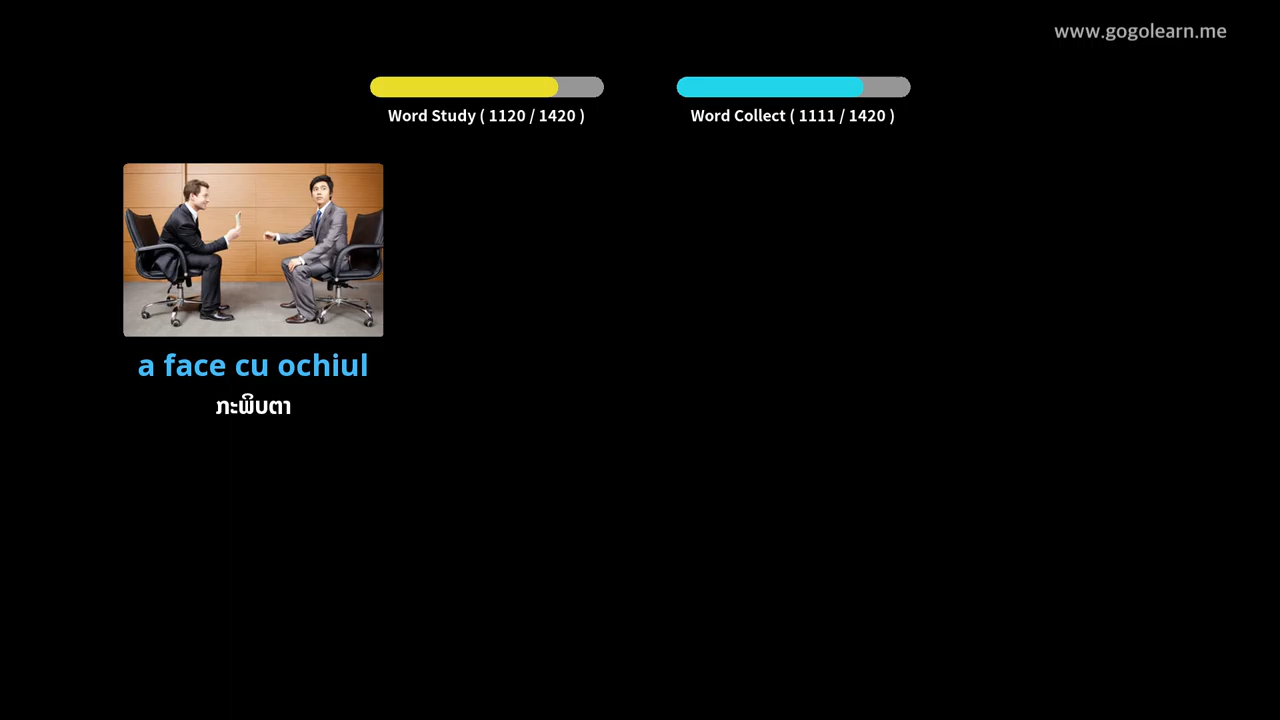 www.gogolearn.me
Word Study ( 1120 / 1420 )
Word Collect ( 1111 / 1420 )
a face cu ochiul
ກະພິບຕາ